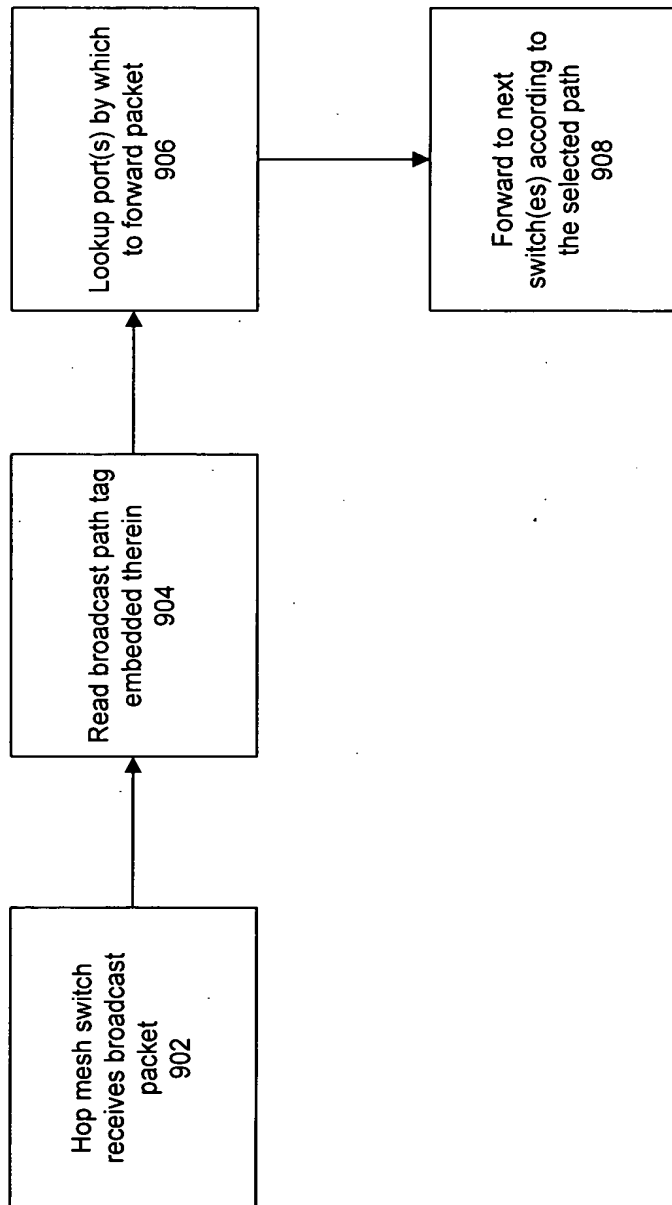 Hop mesh switch
receives broadcast
packet
902
Read broadcast path tag
embedded therein
904
Lookup port(s) by which
to forward packet
906
Forward to next
switch(es) according to
the selected path
908